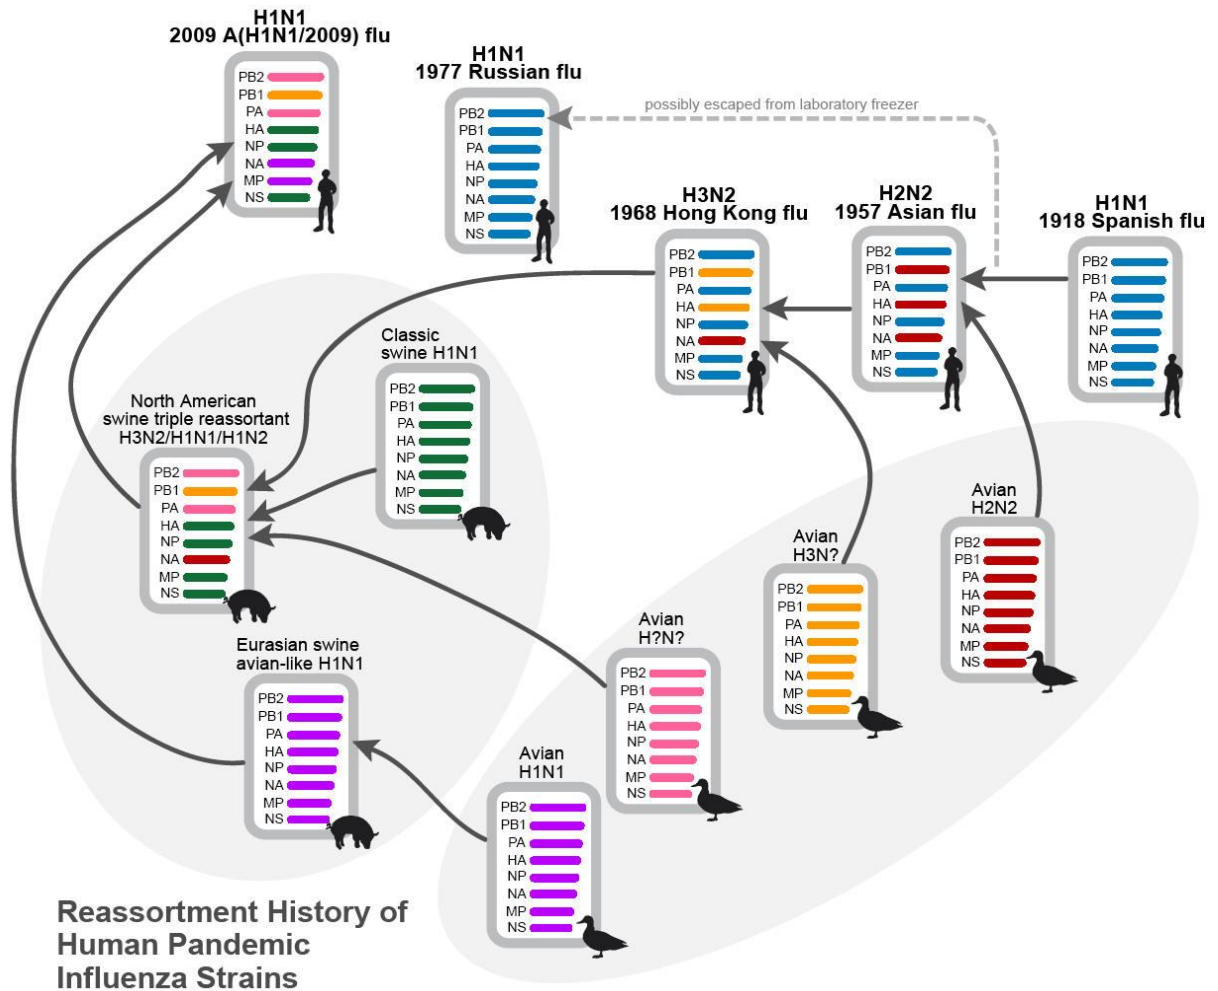 H1N1
2009 A(H1N1/2009) flu
PB2
PB1
PA
HA
NP
NA
MP
NS
H1N1
1977 Russian flu
PB2
PB1
PA
HA
NP
NA
MP
NS
possibly escaped from laboratory freezer
H3N2
1968 Hong Kong flu
PB2
PB1
PA
HA
NP
NA
MP
NS
H2N2
1957 Asian flu
PB2
PB1
PA
HA
NP
NA
MP
NS
H1N1
1918 Spanish flu
PB2
PB1
PA
HA
NP
NA
MP
NS
Classic
swine H1N1
PB2
PB1
PA
HA
NP
NA
MP
NS
North American
swine triple reassortant
H3N2/H1N1/H1N2
PB2
PB1
PA
HA
NP
NA
MP
NS
Avian
H2N2
PB2
PB1
PA
HA
NP
NA
MP
NS
Avian
H3N?
PB2
PB1
PA
HA
NP
NA
MP
NS
Avian
H?N?
PB2
PB1
PA
HA
NP
NA
MP
NS
Eurasian swine
avian-like H1N1
PB2
PB1
PA
HA
NP
NA
MP
NS
Avian
H1N1
PB2
PB1
PA
HA
NP
NA
MP
NS
Reassortment History of
Human Pandemic
Influenza Strains